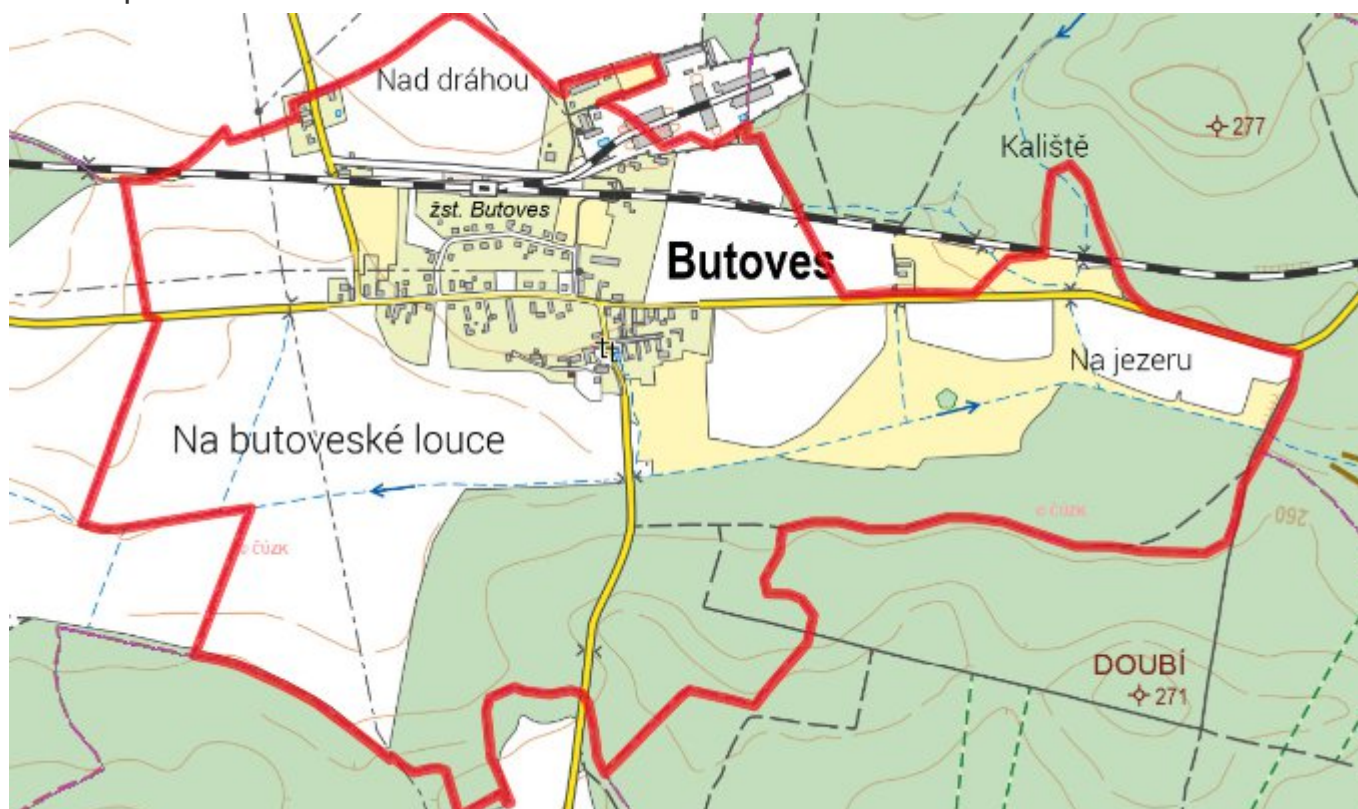 Nad dráhou
277
Kaliště
žst. Butoves
Butoves
Na jezeru
Na butoveské louce
© ČÚZK
260
© ČÚZK
DOUBÍ
271